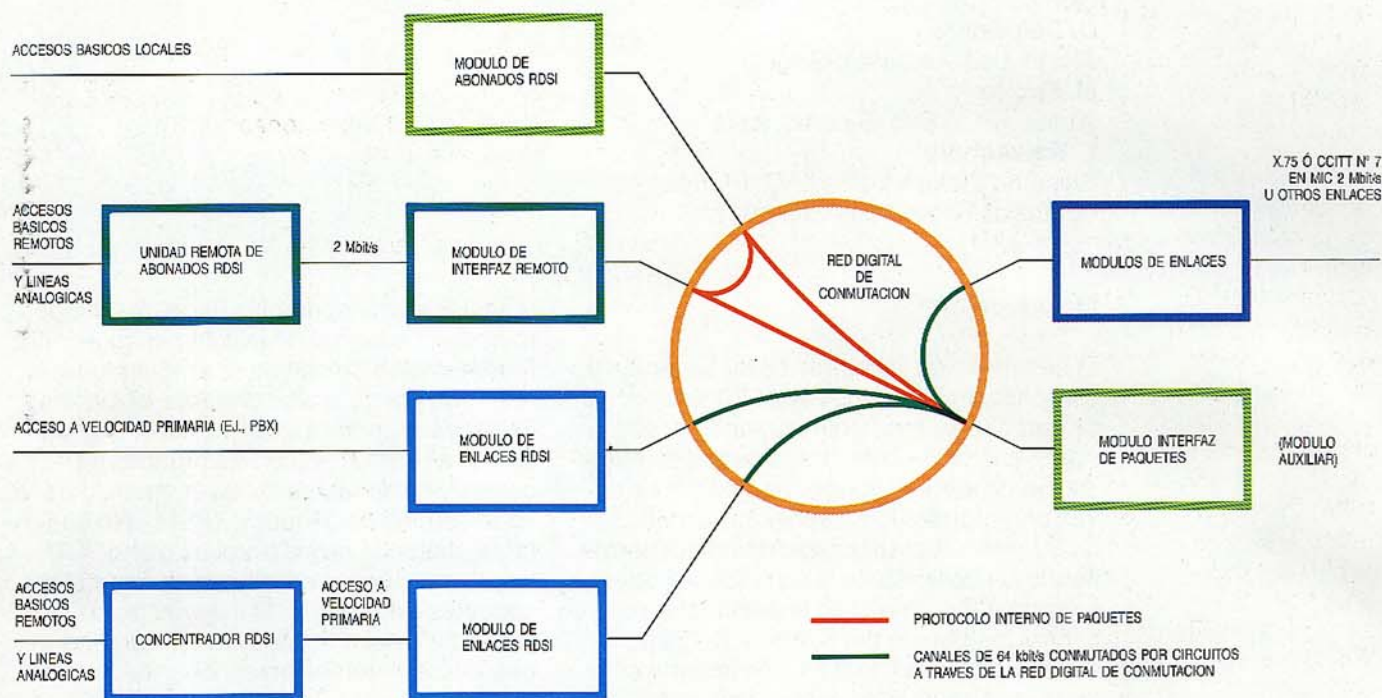 ACCESOS BASICOS LOCALES
MODULO DE
ABONADOS RDSI
X.75 Ó CCITT Nº 7
EN MIC 2 Mbit/s
U OTROS ENLACES
ACCESOS
BASICOS
REMOTOS
Y LINEAS
ANALOGICAS
UNIDAD REMOTA DE
ABONADOS RDSI
2 Mbit/s
MODULO DE
INTERFAZ REMOTO
RED DIGITAL
DE
CONMUTACION
MODULOS DE ENLACES
ACCESO A VELOCIDAD PRIMARIA (EJ., PBX)
MODULO DE
ENLACES RDSI
MODULO INTERFAZ
DE PAQUETES
(MODULO
AUXILIAR)
ACCESOS
BASICOS
REMOTOS
Y LINEAS
ANALOGICAS
CONCENTRADOR RDSI
ACCESO A
VELOCIDAD
PRIMARIA
MODULO DE
ENLACES RDSI
PROTOCOLO INTERNO DE PAQUETES
CANALES DE 64 kbit/s CONMUTADOS POR CIRCUITOS
A TRAVES DE LA RED DIGITAL DE CONMUTACION